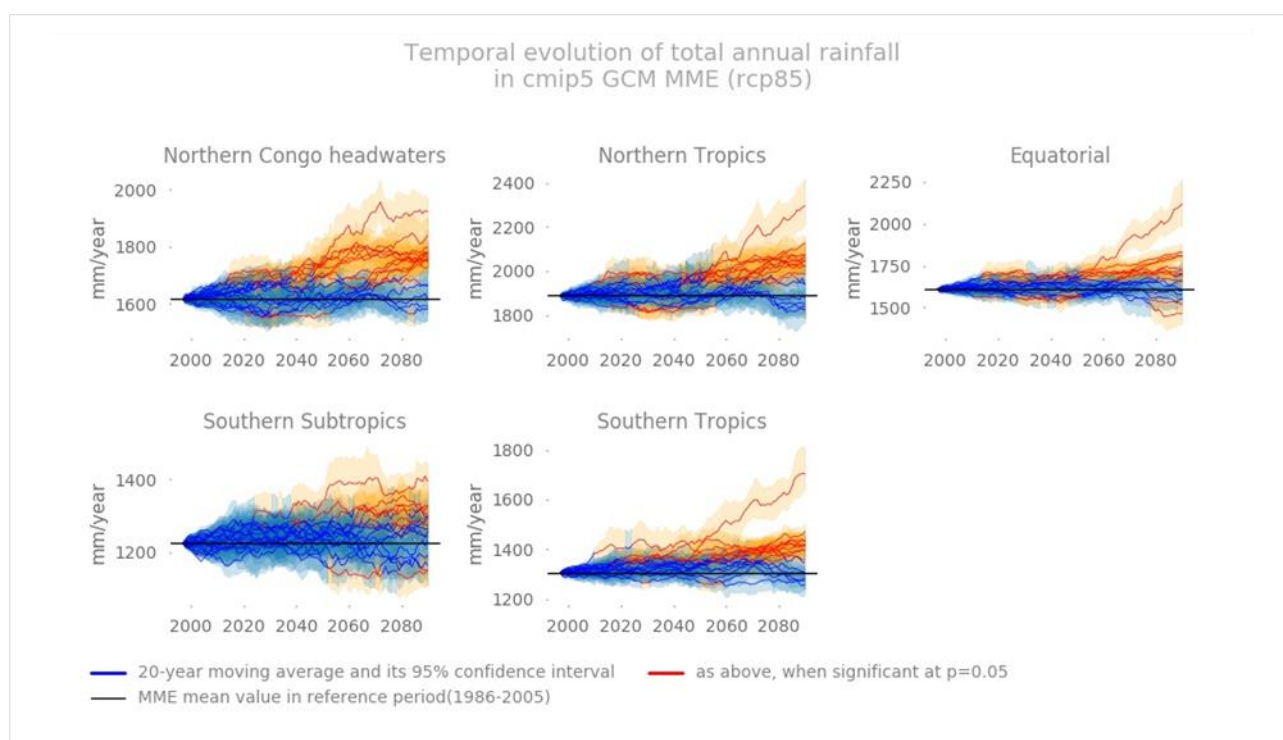 Temporal evolution of total annual rainfall
in cmip5 GCM MME (rcp85)
Northern Congo headwaters
2000
1800
1600
mm/year
2000 2020 2040 2060 2080
Northern Tropics
2400
2200
2000
1800
mm/year
2000 2020 2040 2060 2080
Equatorial
2250
2000
1750
1500
mm/year
2000 2020 2040 2060 2080
Southern Subtropics
1400
1200
mm/year
2000 2020 2040 2060 2080
Southern Tropics
1800
1600
1400
1200
mm/year
2000 2020 2040 2060 2080
20-year moving average and its 95% confidence interval
as above, when significant at p=0.05
MME mean value in reference period(1986-2005)